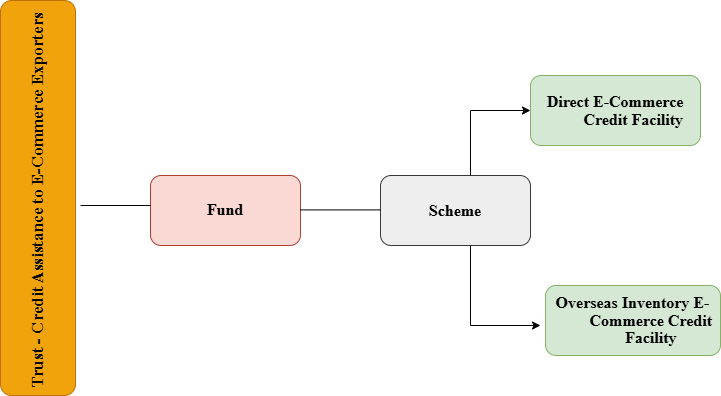 Trust - Credit Assistance to E-Commerce Exporters
Fund
Scheme
Direct E-Commerce
Credit Facility
Overseas Inventory E-
Commerce Credit
Facility